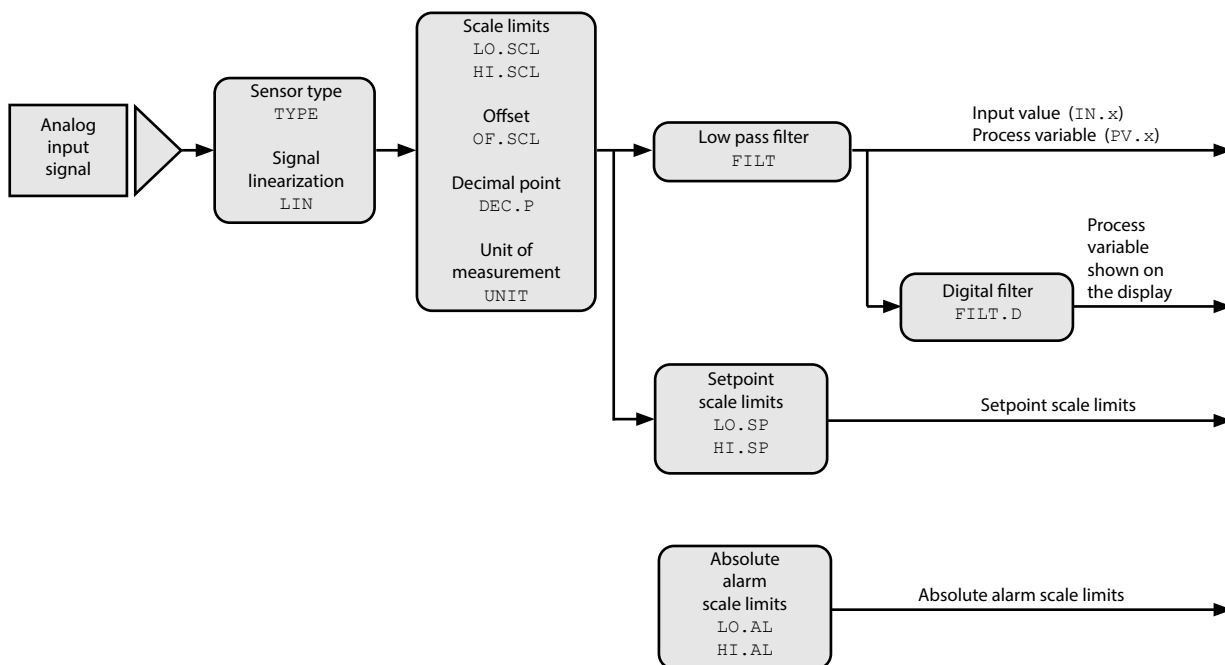 Analog
input
signal
Sensor type
TYPE
Signal
linearization
LIN
Scale limits
LO.SCL
HI.SCL
Offset
OF.SCL
Decimal point
DEC.P
Unit of
measurement
UNIT
Low pass filter
FILT
Input value (IN.x)
Process variable (PV.x)
Digital filter
FILT.D
Process
variable
shown on
the display
Setpoint
scale limits
LO.SP
HI.SP
Setpoint scale limits
Absolute
alarm
scale limits
LO.AL
HI.AL
Absolute alarm scale limits